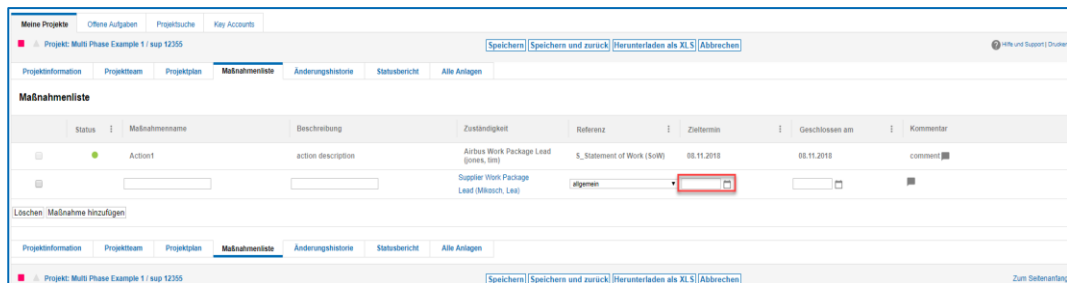 Meine Projekte Offene Aufgaben Projektsuche Key Accounts
Projekt: Multi Phase Example 1 / sup 12355 Speichern Speichern und zurück Herunterladen als XLS Abbrechen Hilfe und Support | Drucken
Projektinformation Projektteam Projektplan Maßnahmenliste Änderungshistorie Statusbericht Alle Anlagen
Maßnahmenliste
Status Maßnahmenname Beschreibung Zuständigkeit Referenz Zieltermin Geschlossen am Kommentar
Action1 action description Airbus Work Package Lead (jones, tim) S_Statement of Work (SoW) 08.11.2018 08.11.2018 comment
Supplier Work Package Lead (Mikosch, Lea) allgemein
Löschen Maßnahme hinzufügen
Projektinformation Projektteam Projektplan Maßnahmenliste Änderungshistorie Statusbericht Alle Anlagen
Projekt: Multi Phase Example 1 / sup 12355 Speichern Speichern und zurück Herunterladen als XLS Abbrechen Zum Seitenanfang